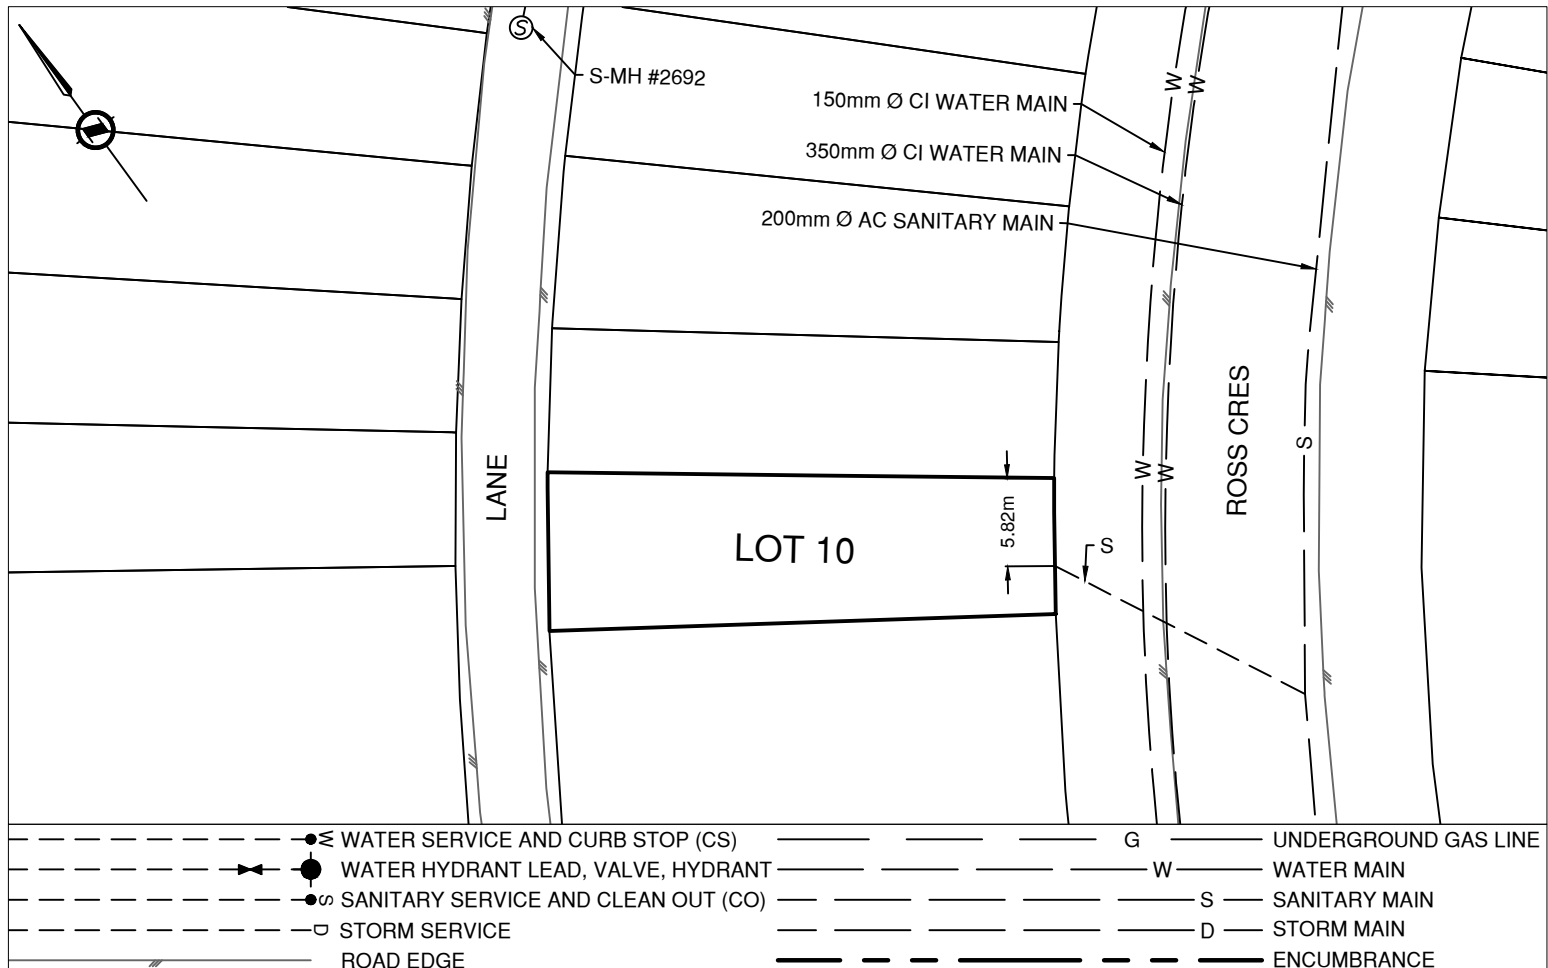 S
S-MH #2692
W
W
150mm Ø CI WATER MAIN
350mm Ø CI WATER MAIN
200mm Ø AC SANITARY MAIN
ROSS CRES
S
LANE
W
W
5.82m
LOT 10
S
W WATER SERVICE AND CURB STOP (CS)
WATER HYDRANT LEAD, VALVE, HYDRANT
S SANITARY SERVICE AND CLEAN OUT (CO)
D STORM SERVICE
ROAD EDGE
G UNDERGROUND GAS LINE
W WATER MAIN
S SANITARY MAIN
D STORM MAIN
ENCUMBRANCE